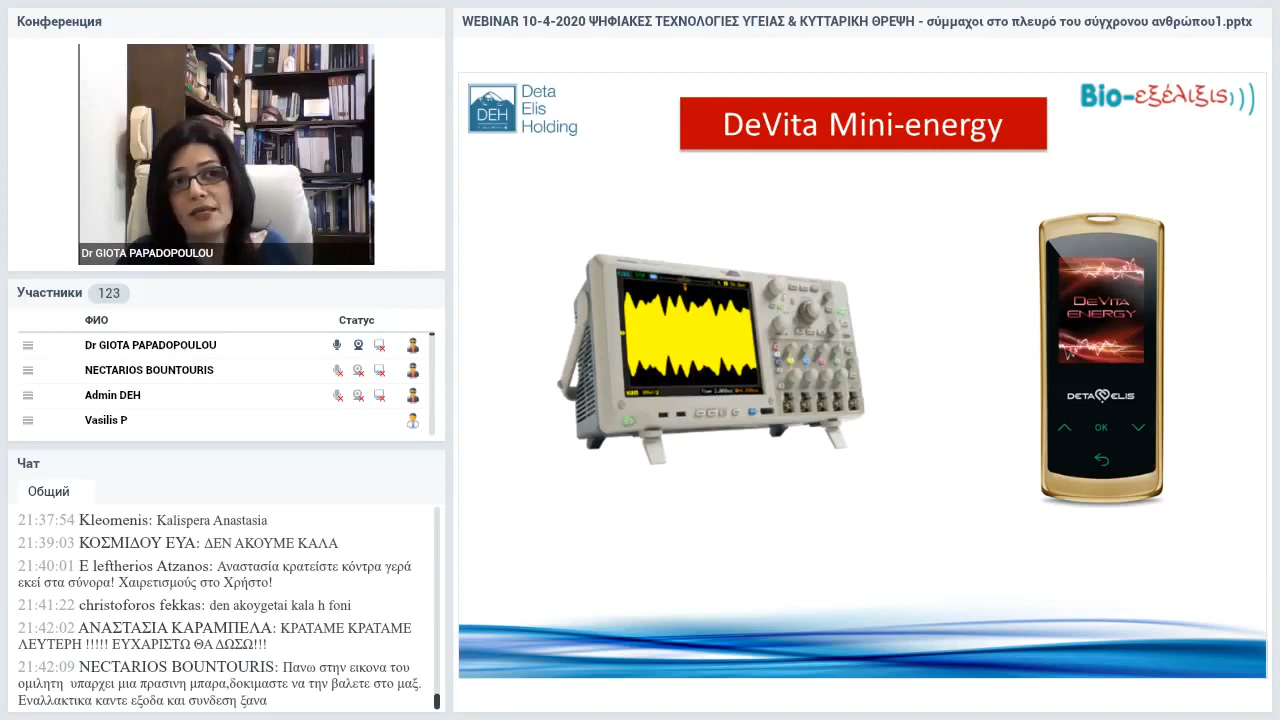 Конференция
Dr GIOTA PAPADOPOULOU
Участники 123
ФИО Статус
Dr GIOTA PAPADOPOULOU
NECTARIOS BOUNTOURIS
Admin DEH
Vasilis P
Чат
Общий
21:37:54 Kleomenis: Kalispera Anastasia
21:39:03 ΚΟΣΜΙΔΟΥ ΕΥΑ: ΔΕΝ ΑΚΟΥΜΕ ΚΑΛΑ
21:40:01 E leftherios Atzanos: Αναστασία κρατείστε κόντρα γερά
εκεί στα σύνορα! Χαιρετισμούς στο Χρήστο!
21:41:22 christoforos fekkas: den akoygetai kala h foni
21:42:02 ΑΝΑΣΤΑΣΙΑ ΚΑΡΑΜΠΕΛΑ: ΚΡΑΤΑΜΕ ΚΡΑΤΑΜΕ
ΛΕΥΤΕΡΗ !!!!! ΕΥΧΑΡΙΣΤΩ ΘΑ ΔΩΣΩ!!!
21:42:09 NECTARIOS BOUNTOURIS: Πανω στην εικονα του
ομιλητη υπαρχει μια πρασινη μπαρα,δοκιμαστε να την βαλετε στο μαξ.
Εναλλακτικα καντε εξοδα και συνδεση ξανα
WEBINAR 10-4-2020 ΨΗΦΙΑΚΕΣ ΤΕΧΝΟΛΟΓΙΕΣ ΥΓΕΙΑΣ & ΚΥΤΤΑΡΙΚΗ ΘΡΕΨΗ - σύμμαχοι στο πλευρό του σύγχρονου ανθρώπου1.pptx
DEH
Deta
Elis
Holding
DeVita Mini-energy
Bio-εξέλιξις
DEVITA
ENERGY
DETA ELIS
OK